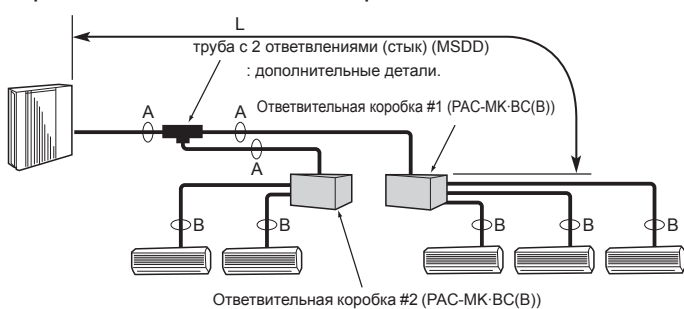 L
труба с 2 ответвлениями (стык) (MSDD)
: дополнительные детали.
A
A
Ответвительная коробка #1 (PAC-MK·BC(B))
A
B
B
B
B
B
Ответвительная коробка #2 (PAC-MK·BC(B))